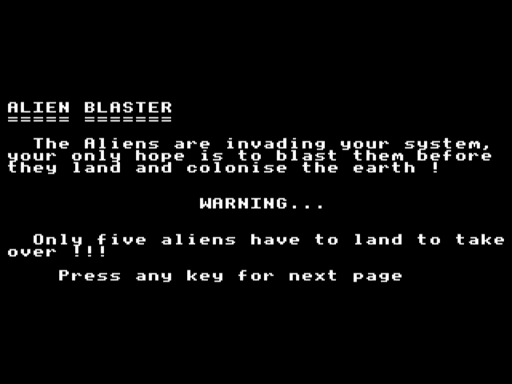 ALIEN BLASTER
===== =======
The Aliens are invading your system,
your only hope is to blast them before
they land and colonise the earth !
WARNING...
Only five aliens have to land to take
over !!!
Press any key for next page